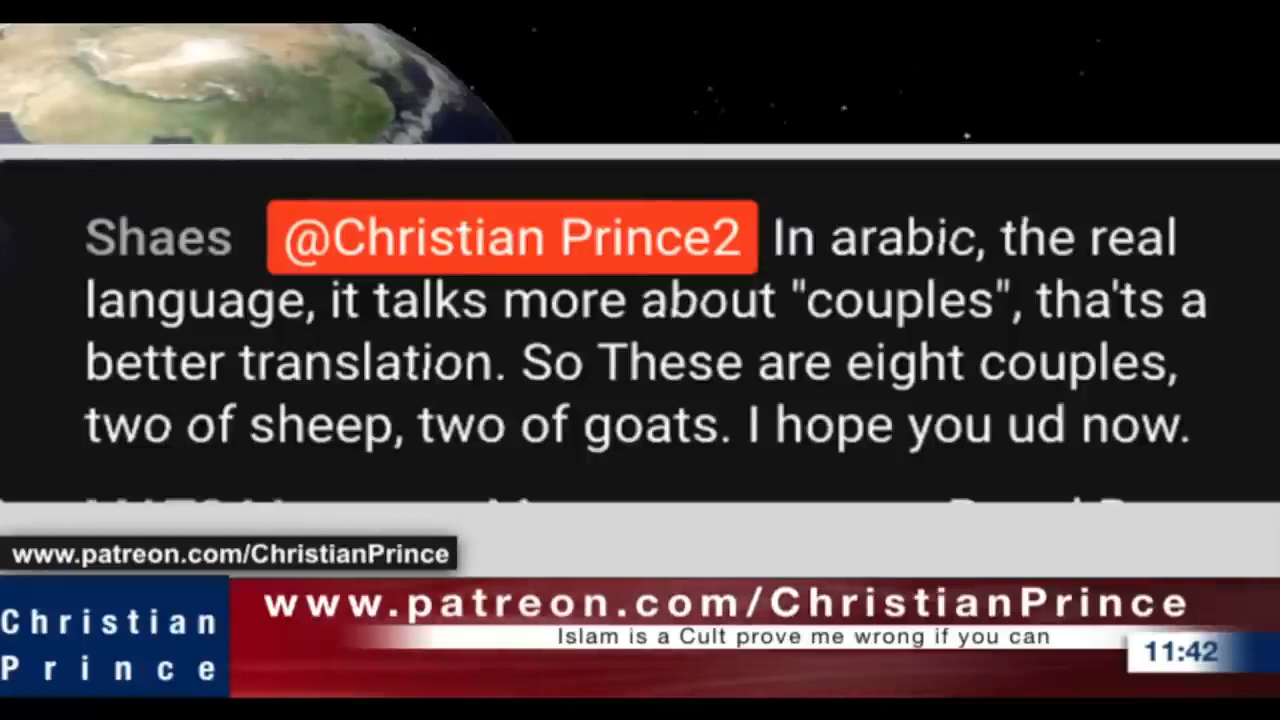 Shaes @Christian Prince2 In arabic, the real
language, it talks more about "couples", tha'ts a
better translation. So These are eight couples,
two of sheep, two of goats. I hope you ud now.
www.patreon.com/ChristianPrince
www.patreon.com/ChristianPrince
Islam is a Cult prove me wrong if you can
Christian
Prince
11:42